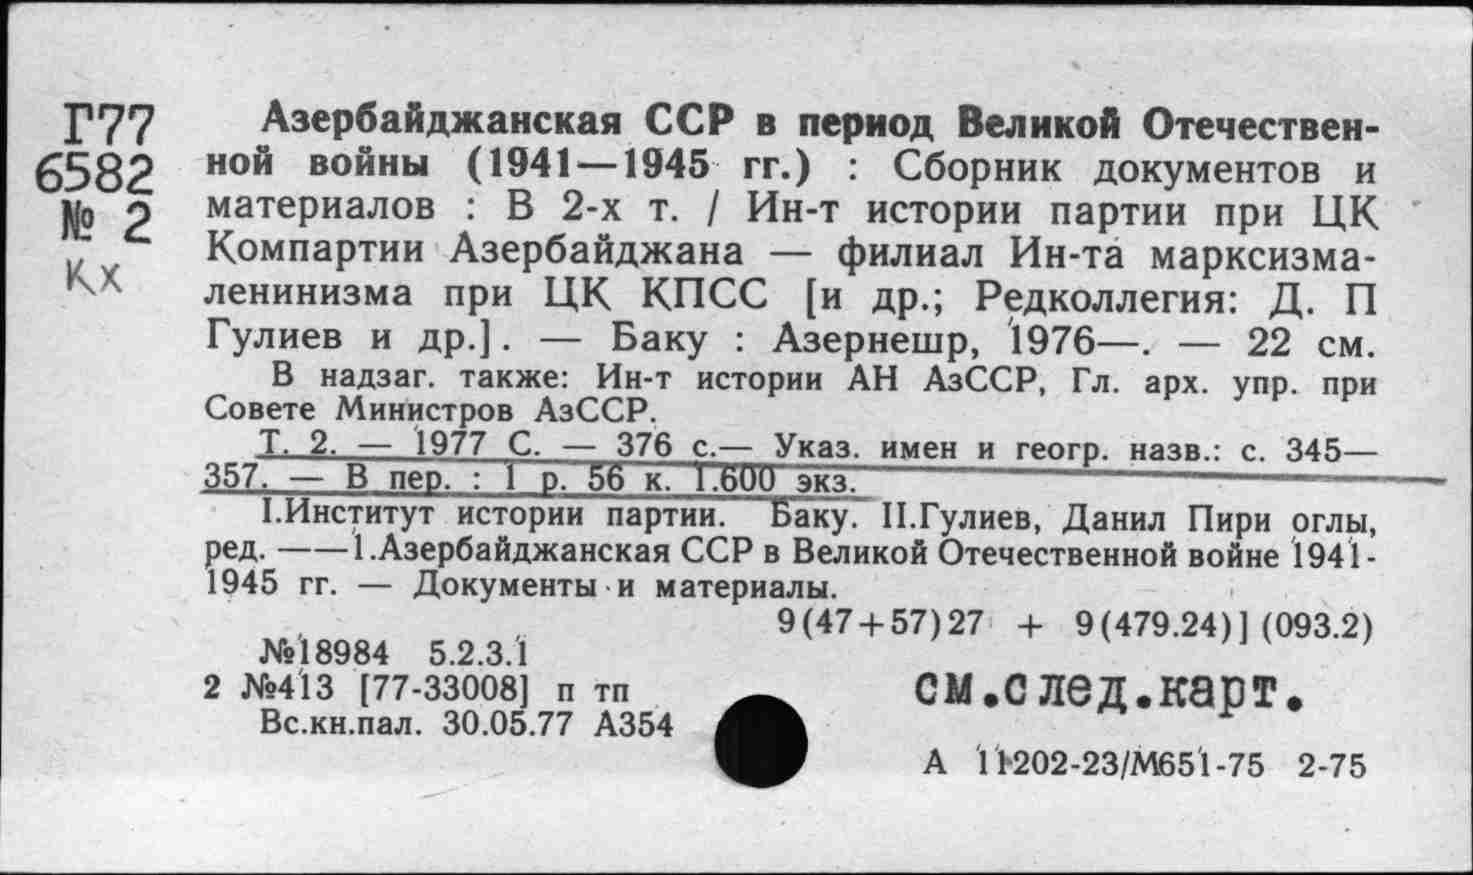 Г77
6582
№ 2
Кх
Азербайджанская ССР в период Великой Отечествен-
ной войны (1941—1945 гг.) : Сборник документов и
материалов : В 2-х т. / Ин-т истории партии при ЦК
Компартии Азербайджана — филиал Ин-та марксизма-
ленинизма при ЦК КПСС [и др.; Редколлегия: Д. П
Гулиев и др.]. — Баку : Азернешр, 1976—. — 22 см.
В надзаг. также: Ин-т истории АН АзССР, Гл. арх. упр. при
Совете Министров АзССР.
Т. 2. — 1977 С. — 376 с.— Указ. имен и геогр. назв.: с. 345—
357. — В пер. : 1 р. 56 к. 1.600 экз.
I.Институт истории партии. Баку. II.Гулиев, Данил Пири оглы,
ред. ——1.Азербайджанская ССР в Великой Отечественной войне 1941-
1945 гг. — Документы и материалы.
9(47+57)27 + 9(479.24)] (093.2)
№18984 5.2.3.1
2 №413 [77-33008] п тп
см.след.карт.
Вс.кн.пал. 30.05.77 А354
А 11202-23/М651-75 2-75